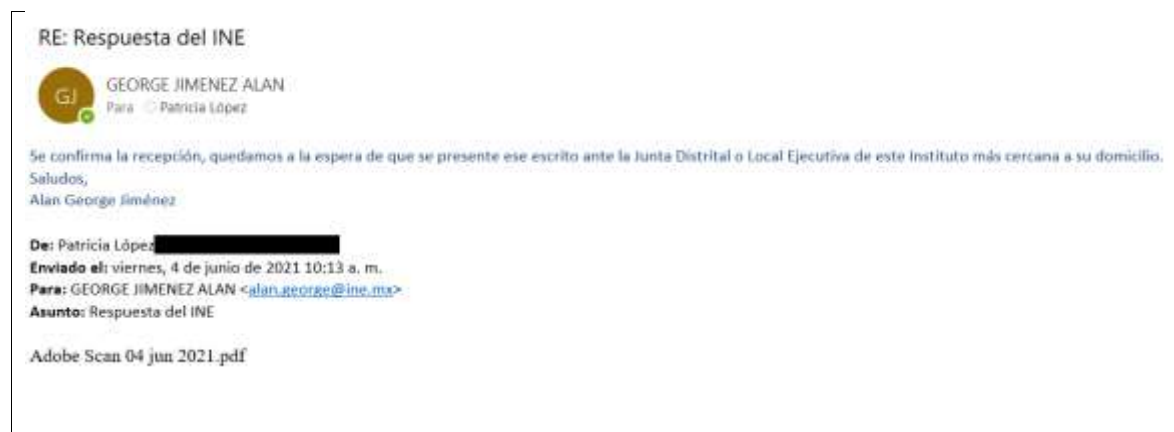 RE: Respuesta del INE
GJ
GEORGE JIMENEZ ALAN
Para Patricia López
Se confirma la recepción, quedamos a la espera de que se presente ese escrito ante la Junta Distrital o Local Ejecutiva de este Instituto más cercana a su domicilio.
Saludos,
Alan George Jiménez
De: Patricia López
Enviado el: viernes, 4 de junio de 2021 10:13 a. m.
Para: GEORGE JIMENEZ ALAN <alan.george@ine.mx>
Asunto: Respuesta del INE
Adobe Scan 04 jun 2021.pdf